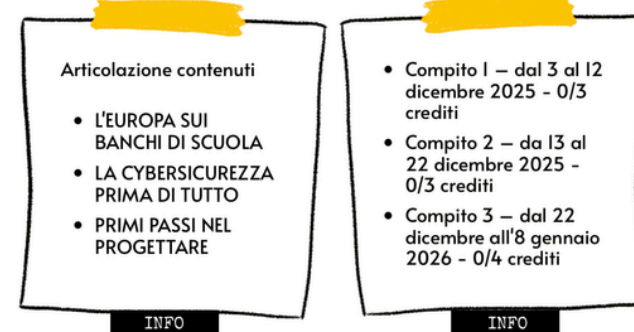 Articolazione contenuti
• L'EUROPA SUI
BANCHI DI SCUOLA
• LA CYBERSICUREZZA
PRIMA DI TUTTO
• PRIMI PASSI NEL
PROGETTARE
INFO
• Compito 1 – dal 3 al 12
dicembre 2025 - 0/3
crediti
• Compito 2 – da 13 al
22 dicembre 2025 -
0/3 crediti
• Compito 3 – dal 22
dicembre all'8 gennaio
2026 - 0/4 crediti
INFO